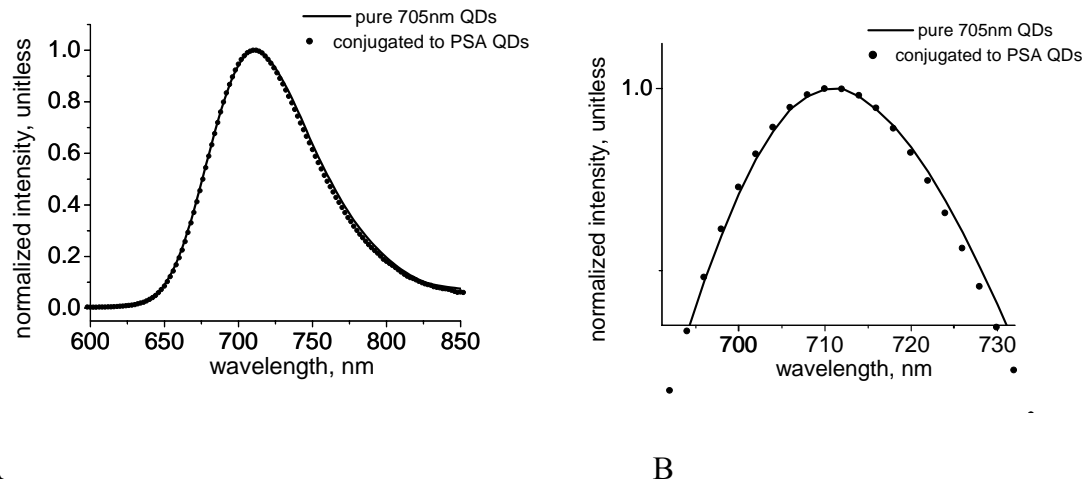 pure 705nm QDs
conjugated to PSA QDs
1.0
0.8
0.6
0.4
0.2
0.0
normalized intensity, unitless
600 650 700 750 800 850
wavelength, nm
pure 705nm QDs
conjugated to PSA QDs
1.0
normalized intensity, unitless
700 710 720 730
wavelength, nm
B